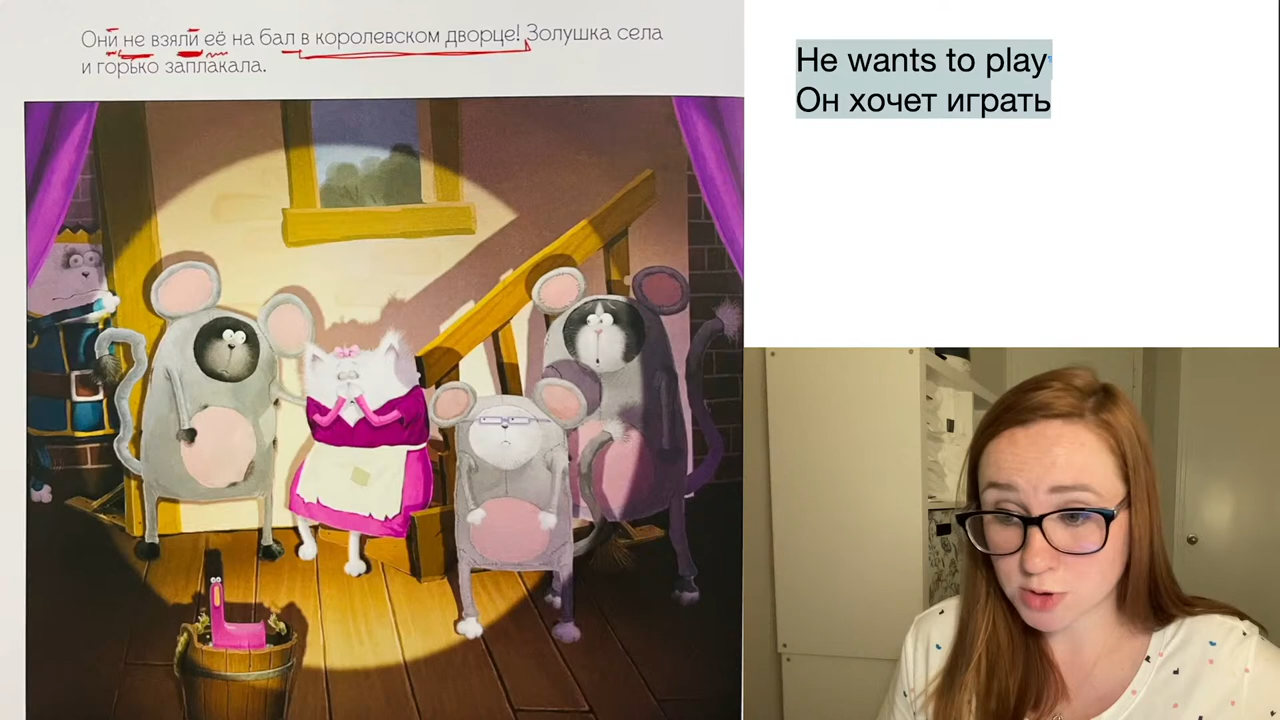 Они не взяли её на бал в королевском дворце! Золушка села
и горько заплакала.
He wants to play
Он хочет играть